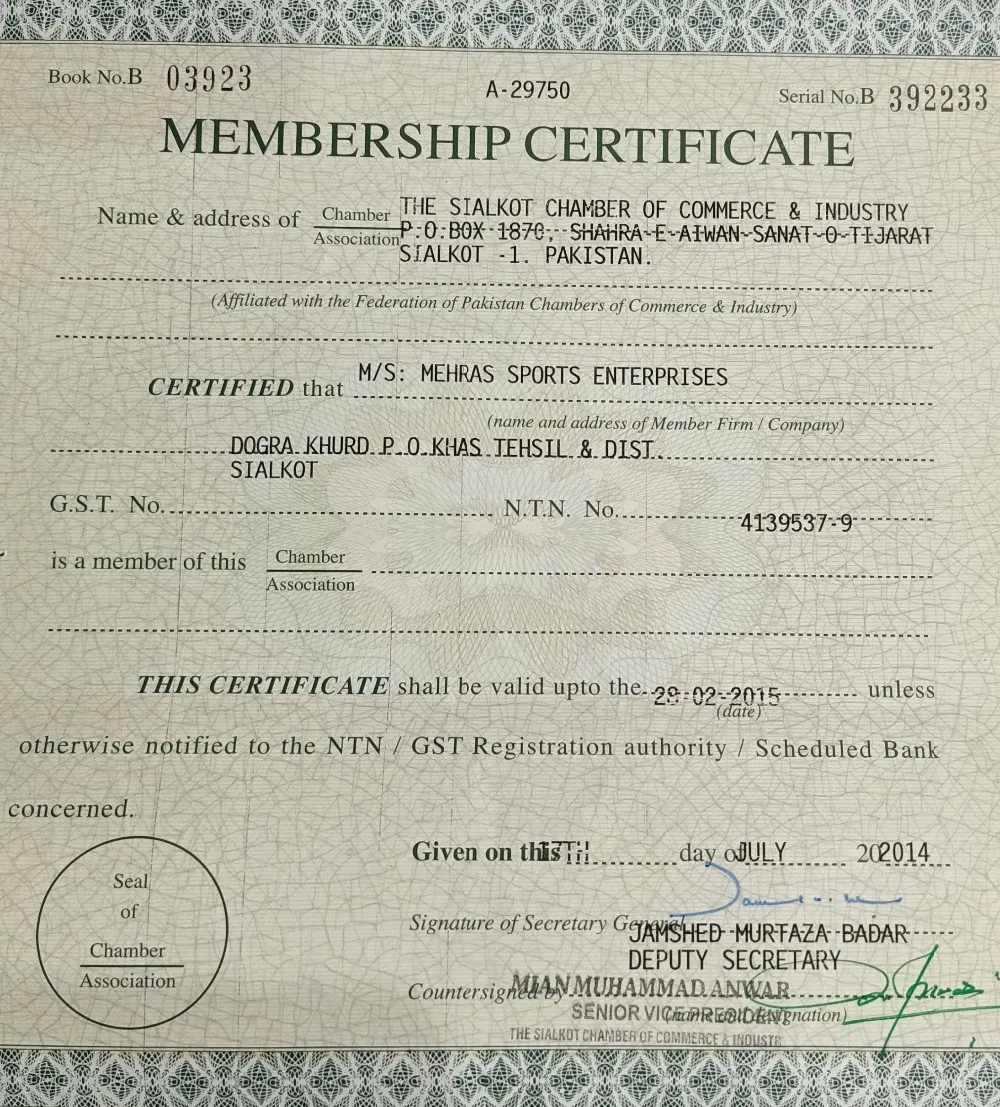 Book No.B 03923 A-29750 Serial No.B 392233
MEMBERSHIP CERTIFICATE
Name & address of Chamber Association
THE SIALKOT CHAMBER OF COMMERCE & INDUSTRY
P.O.BOX 1870, SHAHRA-E-AIWAN-SANAT-O-TIJARAT
SIALKOT -1. PAKISTAN.
(Affiliated with the Federation of Pakistan Chambers of Commerce & Industry)
CERTIFIED that M/S: MEHRAS SPORTS ENTERPRISES
(name and address of Member Firm / Company)
DOGRA KHURD P.O.KHAS TEHSIL & DIST.
SIALKOT
G.S.T. No. N.T.N. No. 4139537-9
is a member of this Chamber
Association
THIS CERTIFICATE shall be valid upto the 28-02-2015 unless
(date)
otherwise notified to the NTN / GST Registration authority / Scheduled Bank
concerned.
Given on this 17TH day of JULY 20 2014
Seal
of
Chamber
Association
Signature of Secretary General
JAMSHED MURTAZA BADAR
DEPUTY SECRETARY
Countersigned by MIAN MUHAMMAD ANWAR
SENIOR VICE PRESIDENT (name and designation)
THE SIALKOT CHAMBER OF COMMERCE & INDUSTR